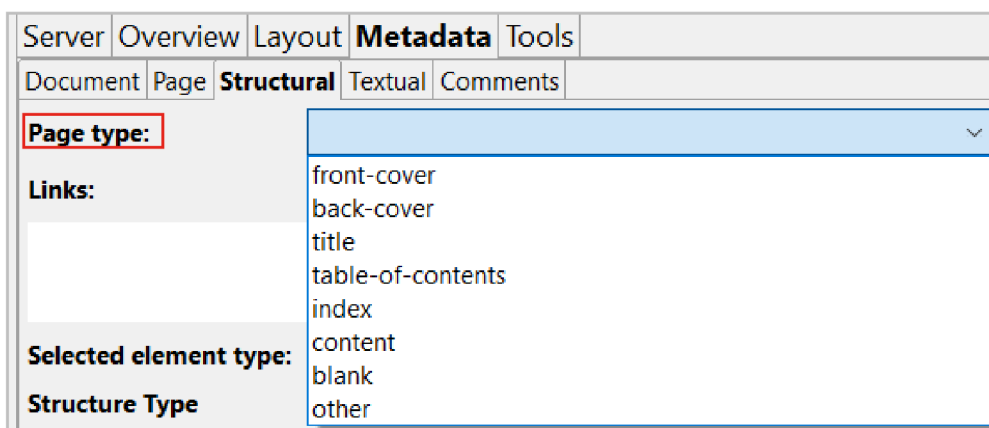 Server Overview Layout Metadata Tools
Document Page Structural Textual Comments
Page type:
front-cover
back-cover
title
table-of-contents
index
content
blank
other
Links:
Selected element type:
Structure Type